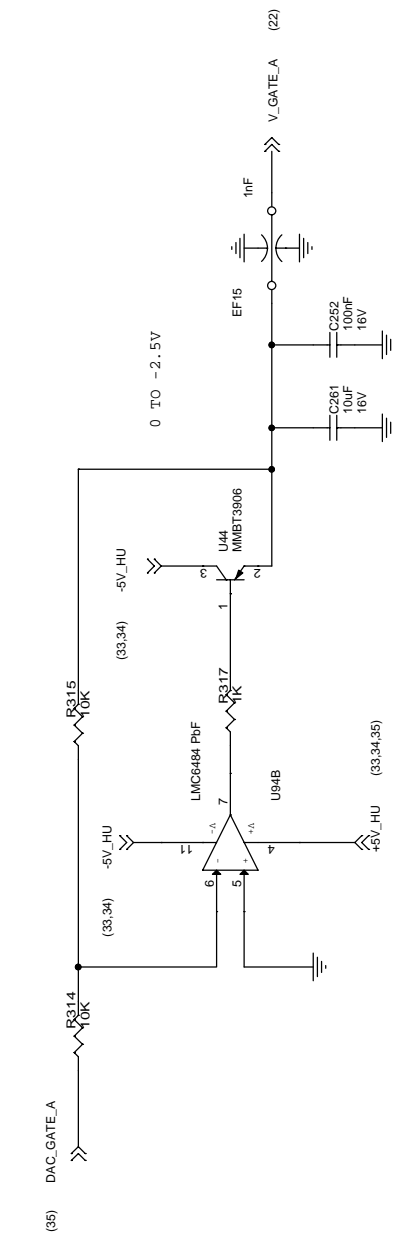 (35)
DAC_GATE_A
R314
10K
(33,34)
-5V_HU
11
6
5
-
+
-V
+V
4
7
LMC6484 PbF
U94B
+5V_HU
(33,34,35)
R315
10K
R317
1K
(33,34)
-5V_HU
1
3
2
U44
MMBT3906
0 TO -2.5V
C261
10uF
16V
C252
100nF
16V
EF15
1nF
V_GATE_A
(22)